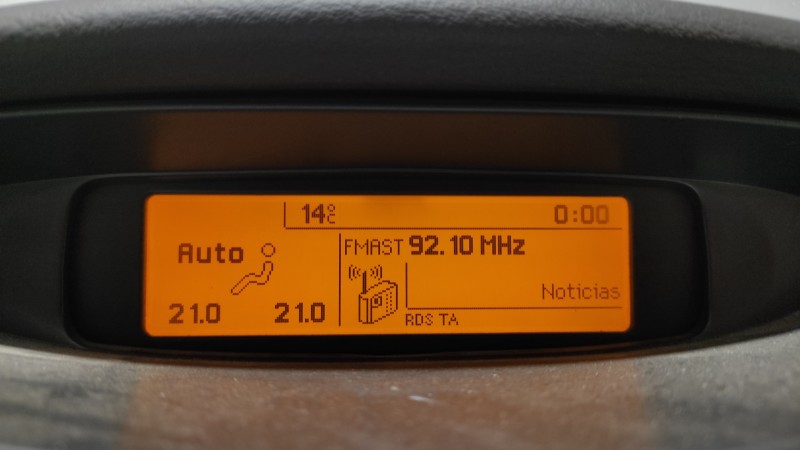 14°C 0:00
Auto
21.0 21.0
FMAST 92.10 MHz
Noticias
RDS TA